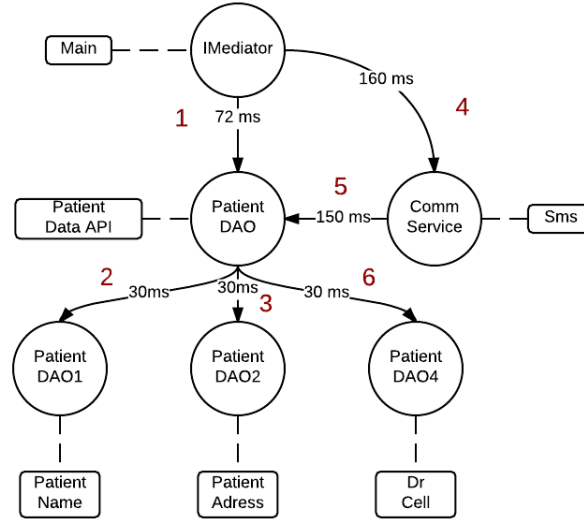 Main
IMediator
160 ms
1
72 ms
4
5
Patient
Data API
Patient
DAO
150 ms
Comm
Service
Sms
2
30ms
30ms
3
30 ms
6
Patient
DAO1
Patient
DAO2
Patient
DAO4
Patient
Name
Patient
Adress
Dr
Cell